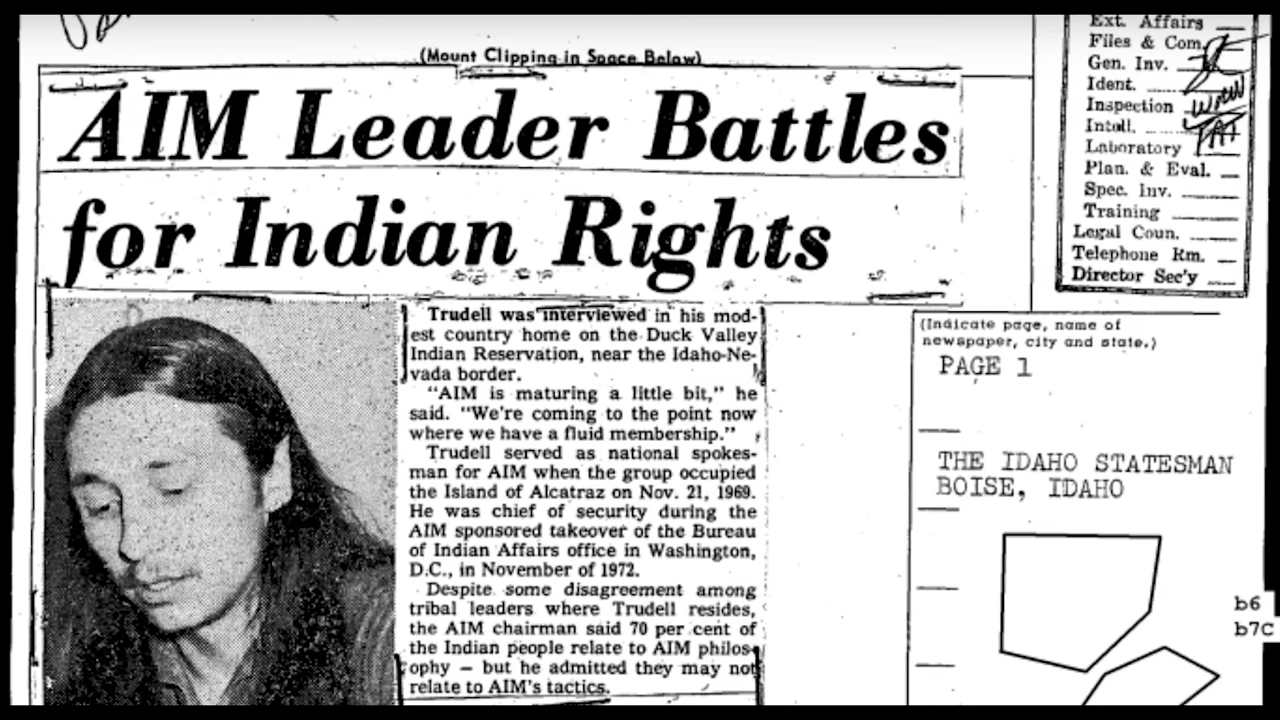 (Mount Clipping in Space Below)
AIM Leader Battles
for Indian Rights
Trudell was interviewed in his mod-
est country home on the Duck Valley
Indian Reservation, near the Idaho-Ne-
vada border.
"AIM is maturing a little bit," he
said. "We're coming to the point now
where we have a fluid membership."
Trudell served as national spokes-
man for AIM when the group occupied
the Island of Alcatraz on Nov. 21, 1969.
He was chief of security during the
AIM sponsored takeover of the Bureau
of Indian Affairs office in Washington,
D.C., in November of 1972.
Despite some disagreement among
tribal leaders where Trudell resides,
the AIM chairman said 70 per cent of
the Indian people relate to AIM philos-
ophy — but he admitted they may not
relate to AIM's tactics.
Ext. Affairs
Files & Com.
Gen. Inv.
Ident.
Inspection
Intell.
Laboratory
Plan. & Eval.
Spec. Inv.
Training
Legal Coun.
Telephone Rm.
Director Sec'y
(Indicate page, name of
newspaper, city and state.)
PAGE 1
THE IDAHO STATESMAN
BOISE, IDAHO
b6
b7C